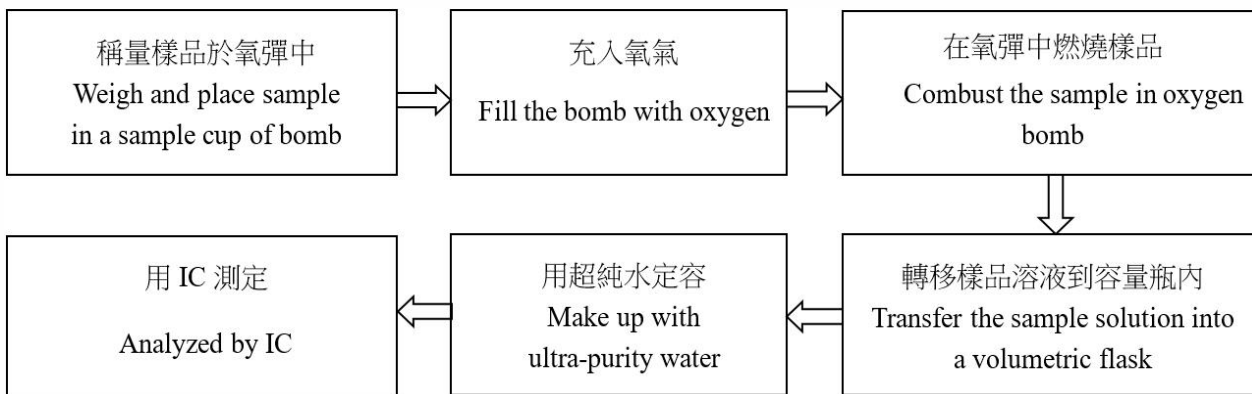 稱量樣品於氧彈中
Weigh and place sample
in a sample cup of bomb
充入氧氣
Fill the bomb with oxygen
在氧彈中燃燒樣品
Combust the sample in oxygen
bomb
轉移樣品溶液到容量瓶內
Transfer the sample solution into
a volumetric flask
用超純水定容
Make up with
ultra-purity water
用 IC 測定
Analyzed by IC